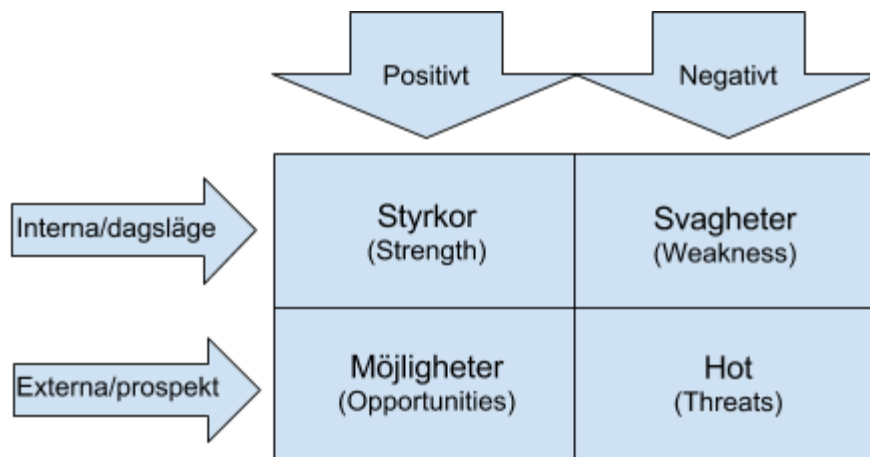 Positivt
Negativt
Interna/dagsläge
Styrkor
(Strength)
Svagheter
(Weakness)
Externa/prospekt
Möjligheter
(Opportunities)
Hot
(Threats)